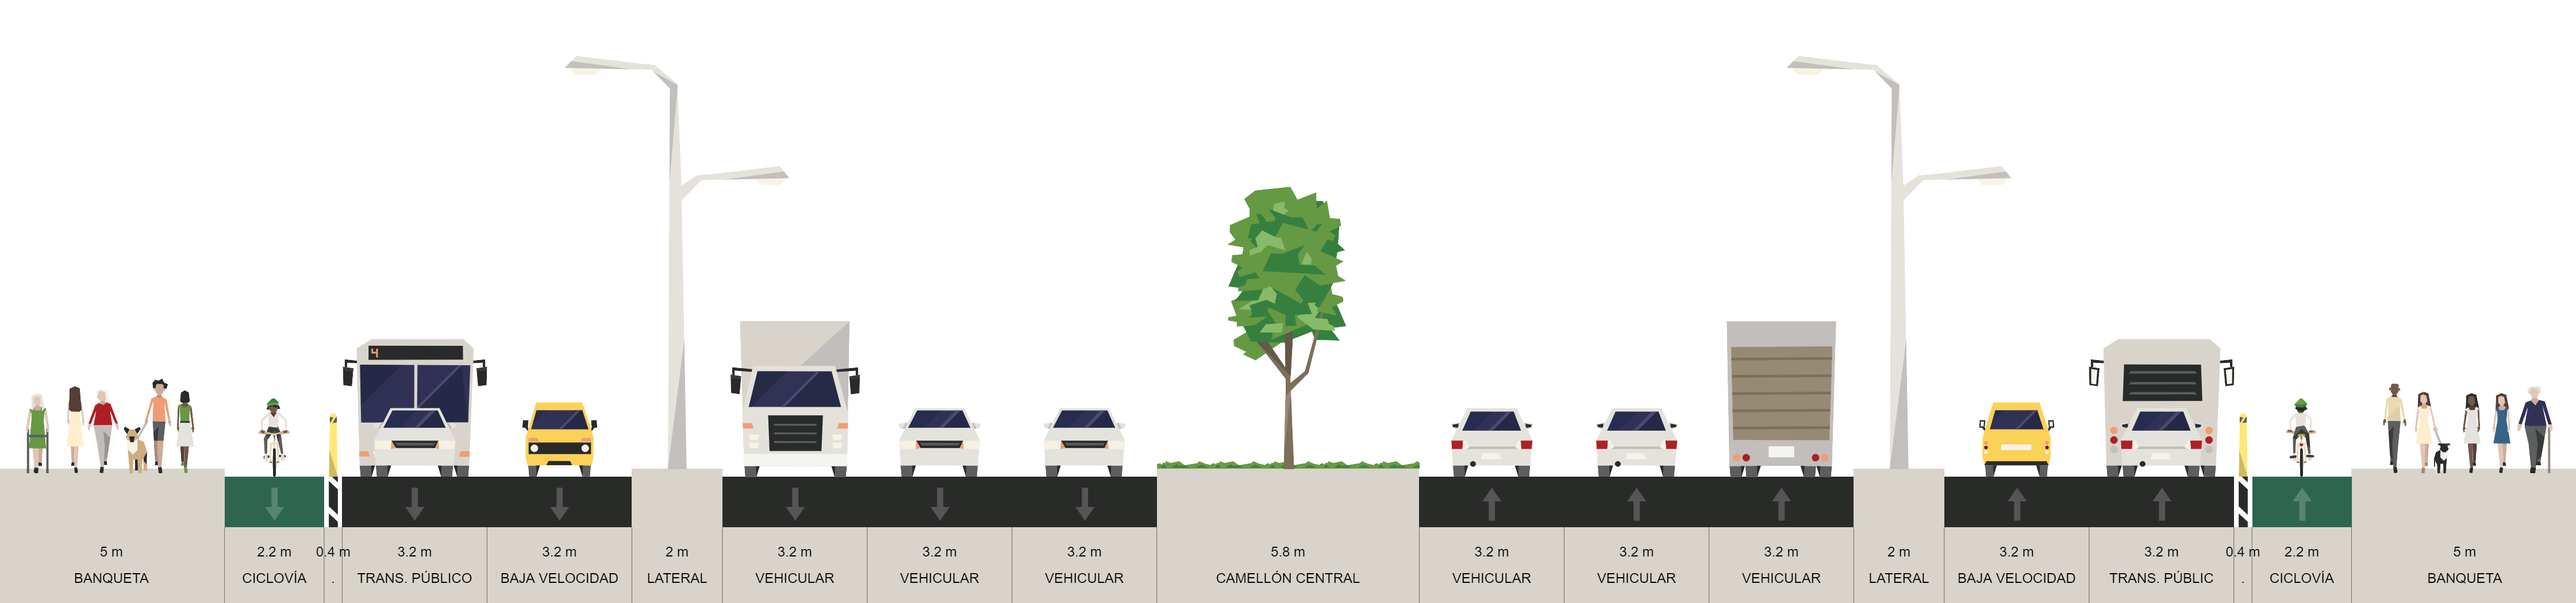 4
5 m
2.2 m
0.4 m
3.2 m
3.2 m
2 m
3.2 m
3.2 m
3.2 m
5.8 m
3.2 m
3.2 m
3.2 m
2 m
3.2 m
3.2 m
0.4 m
2.2 m
5 m
BANQUETA
CICLOVÍA
.
TRANS. PÚBLICO
BAJA VELOCIDAD
LATERAL
VEHICULAR
VEHICULAR
VEHICULAR
CAMELLÓN CENTRAL
VEHICULAR
VEHICULAR
VEHICULAR
LATERAL
BAJA VELOCIDAD
TRANS. PÚBLIC
.
CICLOVÍA
BANQUETA